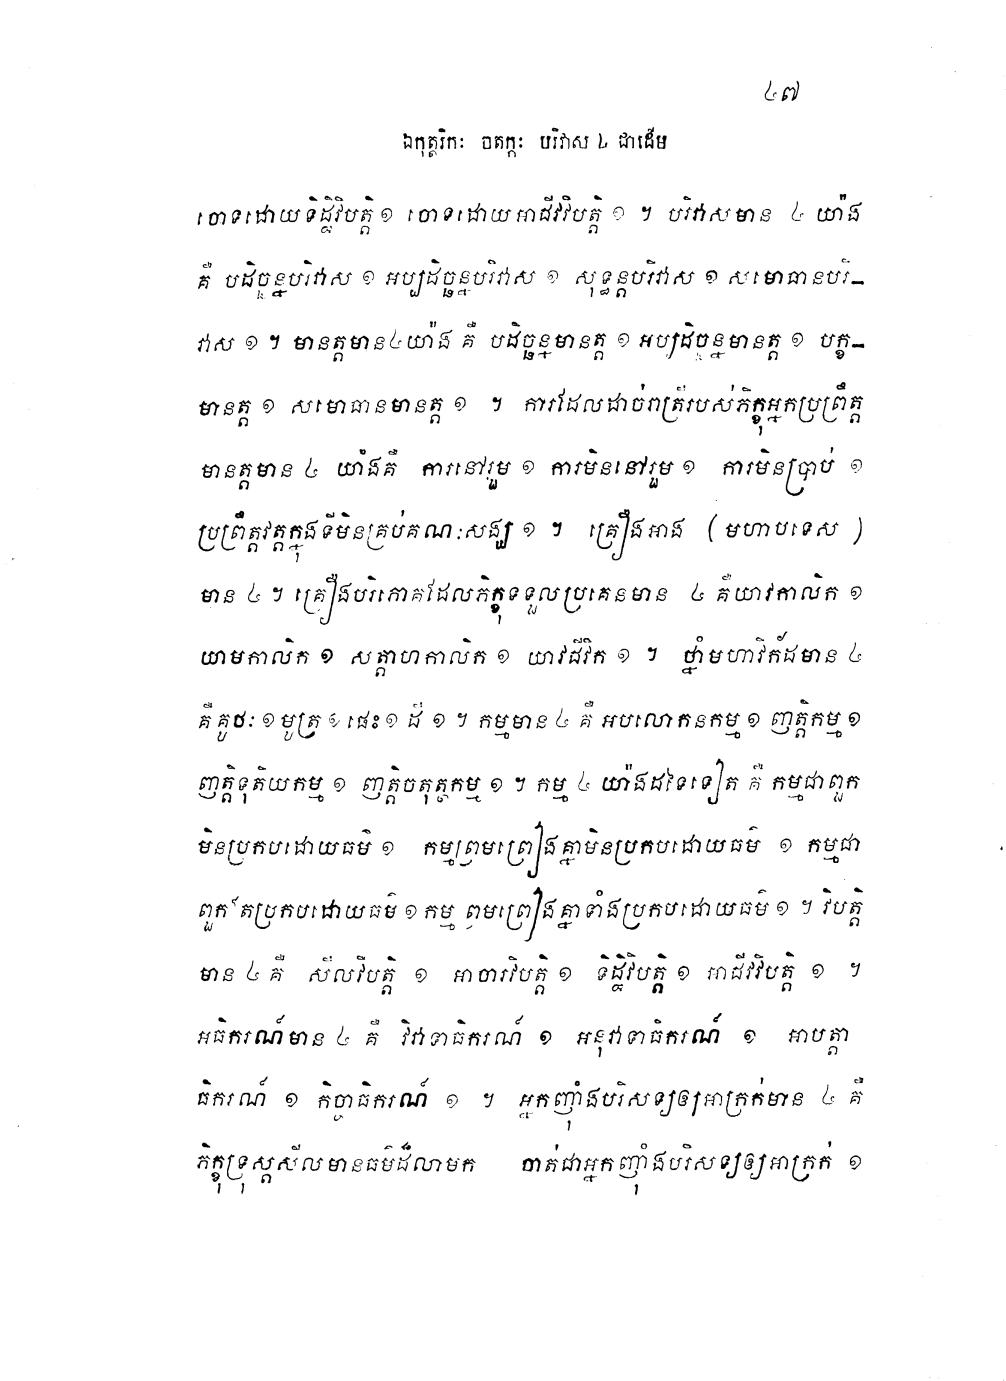 ៤៧
ឯកុត្តរិកៈ ចតុក្កៈ បរិវាស ៤ ជាដើម
ចោទដោយទិដ្ឋិវិបត្តិ ១ ចោទដោយអាជីវវិបត្តិ ១ ។ បរិវាសមាន ៤ យ៉ាង
គឺ បដិច្ឆន្នបរិវាស ១ អប្បដិច្ឆន្នបរិវាស ១ សុទ្ធន្តបរិវាស ១ សមោធានបរិ-
វាស ១ ។ មានត្តមាន៤យ៉ាង គឺ បដិច្ឆន្នមានត្ត ១ អប្បដិច្ឆន្នមានត្ត ១ បក្ខ-
មានត្ត ១ សមោធានមានត្ត ១ ។ ការដែលដាច់រាត្រីរបស់ភិក្ខុអ្នកប្រព្រឹត្ត
មានត្តមាន ៤ យ៉ាងគឺ ការនៅរួម ១ ការមិននៅរួម ១ ការមិនប្រាប់ ១
ប្រព្រឹត្តវត្តក្នុងទីមិនគ្រប់គណៈសង្ឃ ១ ។ គ្រឿងអាង (មហាបទេស)
មាន ៤ ។ គ្រឿងបរិភោគដែលភិក្ខុទទួលប្រគេនមាន ៤ គឺយាវកាលិក ១
យាមកាលិក ១ សត្តាហកាលិក ១ យាវជីវិក ១ ។ ថ្នាំមហាវិក័ដមាន ៤
គឺគូថៈ ១ មូត្រ ១ ផេះ ១ ដី ១ ។ កម្មមាន ៤ គឺ អបលោកនកម្ម ១ ញត្តិកម្ម ១
ញត្តិទុតិយកម្ម ១ ញត្តិចតុត្ថកម្ម ១ ។ កម្ម ៤ យ៉ាងដទៃទៀត គឺ កម្មជាពួក
មិនប្រកបដោយធម៌ ១ កម្មព្រមព្រៀងគ្នាមិនប្រកបដោយធម៌ ១ កម្មជា
ពួកតែប្រកបដោយធម៌ ១ កម្មព្រមព្រៀងគ្នាទាំងប្រកបដោយធម៌ ១ ។ វិបត្តិ
មាន ៤ គឺ សីលវិបត្តិ ១ អាចារវិបត្តិ ១ ទិដ្ឋិវិបត្តិ ១ អាជីវវិបត្តិ ១ ។
អធិករណ៍មាន ៤ គឺ វិវាទាធិករណ៍ ១ អនុវាទាធិករណ៍ ១ អាបត្តា
ធិករណ៍ ១ កិច្ចាធិករណ៍ ១ ។ អ្នកញ៉ាំងបរិសទ្យឲ្យអាក្រក់មាន ៤ គឺ
ភិក្ខុទ្រុស្តសីលមានធម៌ដ៏លាមក ចាត់ជាអ្នកញ៉ាំងបរិសទ្យឲ្យអាក្រក់ ១